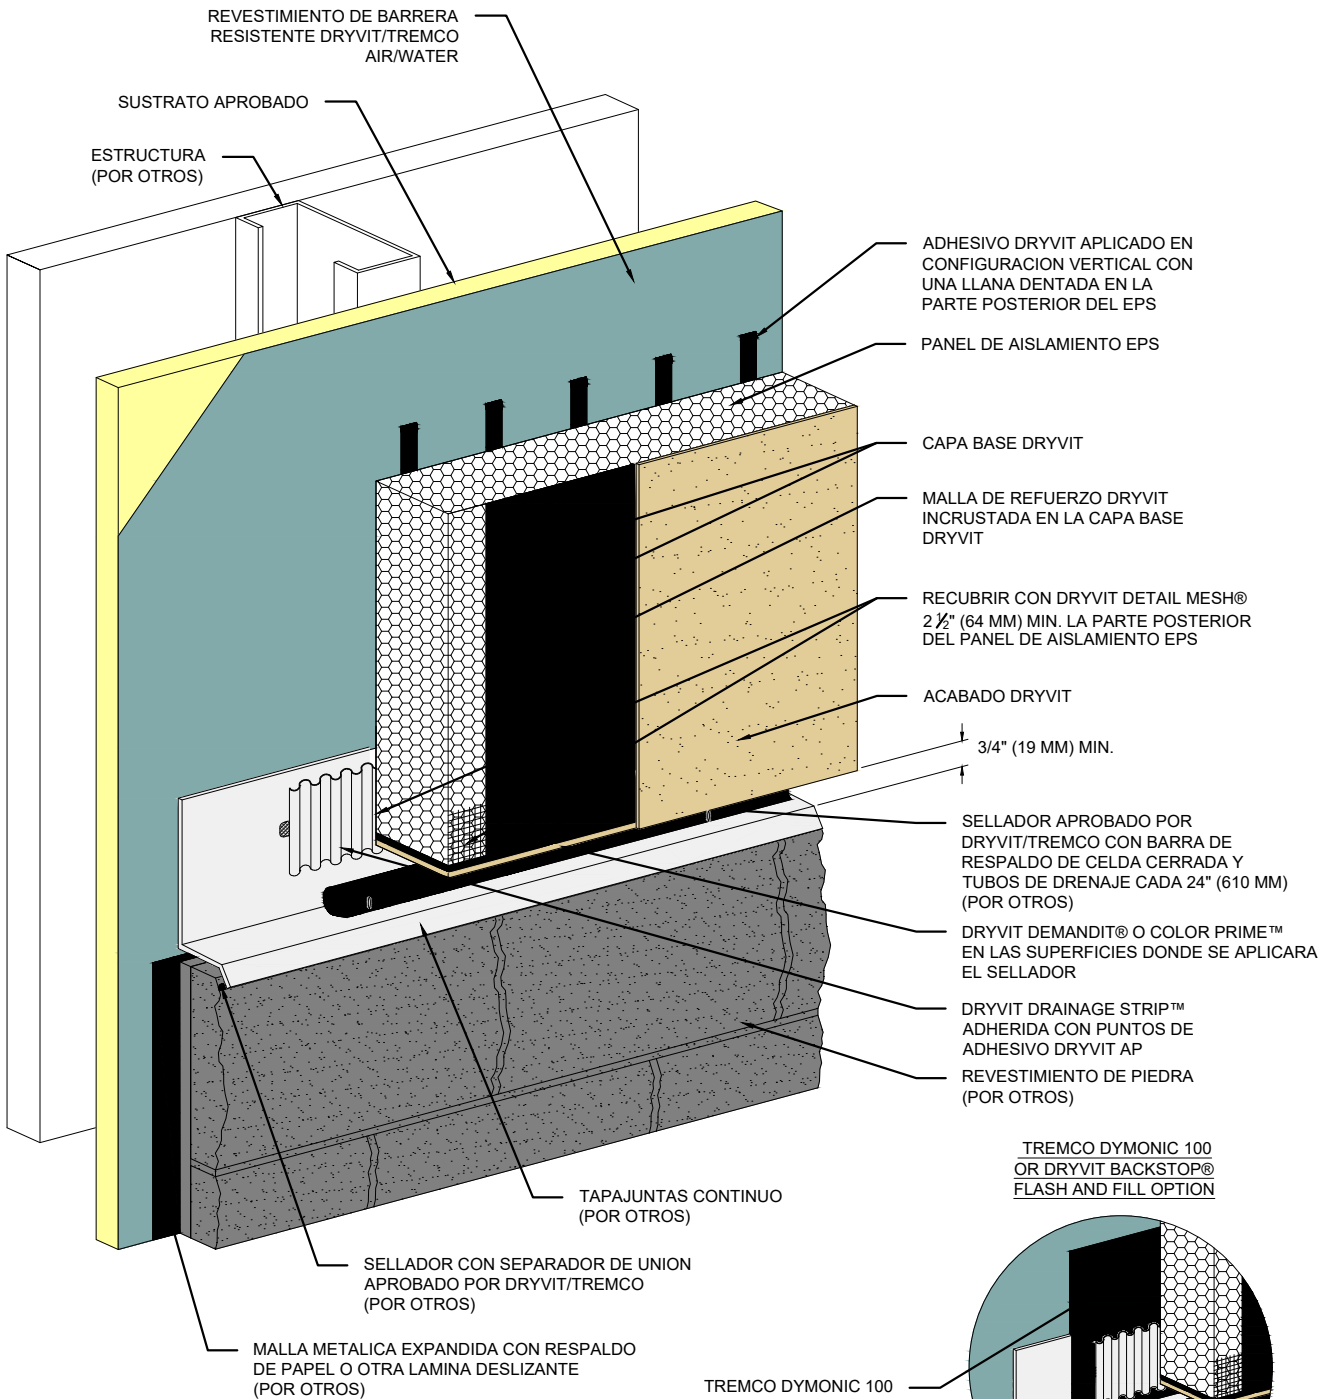 REVESTIMIENTO DE BARRERA
RESISTENTE DRYVIT/TREMCO
AIR/WATER
SUSTRATO APROBADO
ESTRUCTURA
(POR OTROS)
ADHESIVO DRYVIT APLICADO EN
CONFIGURACION VERTICAL CON
UNA LLANA DENTADA EN LA
PARTE POSTERIOR DEL EPS
PANEL DE AISLAMIENTO EPS
CAPA BASE DRYVIT
MALLA DE REFUERZO DRYVIT
INCRUSTADA EN LA CAPA BASE
DRYVIT
RECUBRIR CON DRYVIT DETAIL MESH®
2 ½" (64 MM) MIN. LA PARTE POSTERIOR
DEL PANEL DE AISLAMIENTO EPS
ACABADO DRYVIT
3/4" (19 MM) MIN.
SELLADOR APROBADO POR
DRYVIT/TREMCO CON BARRA DE
RESPALDO DE CELDA CERRADA Y
TUBOS DE DRENAJE CADA 24" (610 MM)
(POR OTROS)
DRYVIT DEMANDIT® O COLOR PRIME™
EN LAS SUPERFICIES DONDE SE APLICARA
EL SELLADOR
DRYVIT DRAINAGE STRIP™
ADHERIDA CON PUNTOS DE
ADHESIVO DRYVIT AP
REVESTIMIENTO DE PIEDRA
(POR OTROS)
TREMCO DYMONIC 100
OR DRYVIT BACKSTOP®
FLASH AND FILL OPTION
TAPAJUNTAS CONTINUO
(POR OTROS)
SELLADOR CON SEPARADOR DE UNION
APROBADO POR DRYVIT/TREMCO
(POR OTROS)
MALLA METALICA EXPANDIDA CON RESPALDO
DE PAPEL O OTRA LAMINA DESLIZANTE
(POR OTROS)
TREMCO DYMONIC 100